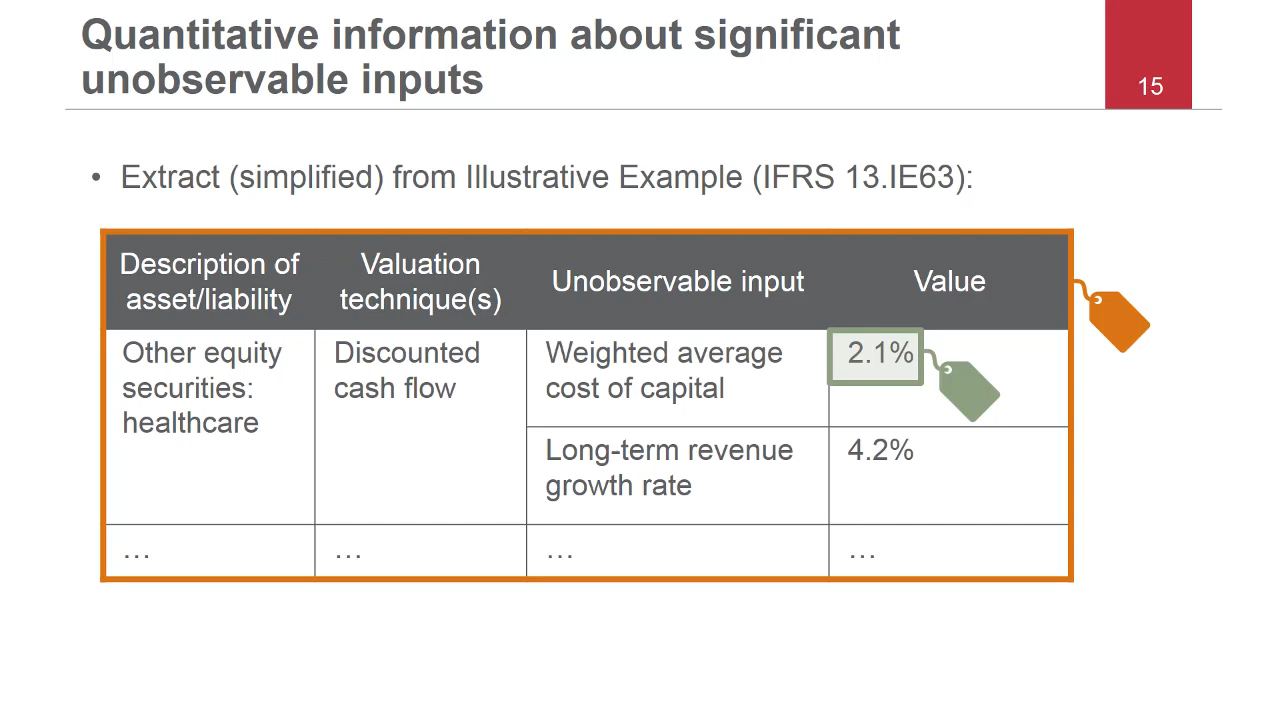 Quantitative information about significant
unobservable inputs
15
• Extract (simplified) from Illustrative Example (IFRS 13.IE63):
Description of
asset/liability
Valuation
technique(s)
Unobservable input
Value
Other equity
securities:
healthcare
Discounted
cash flow
Weighted average
cost of capital
2.1%
Long-term revenue
growth rate
4.2%
…
…
…
…